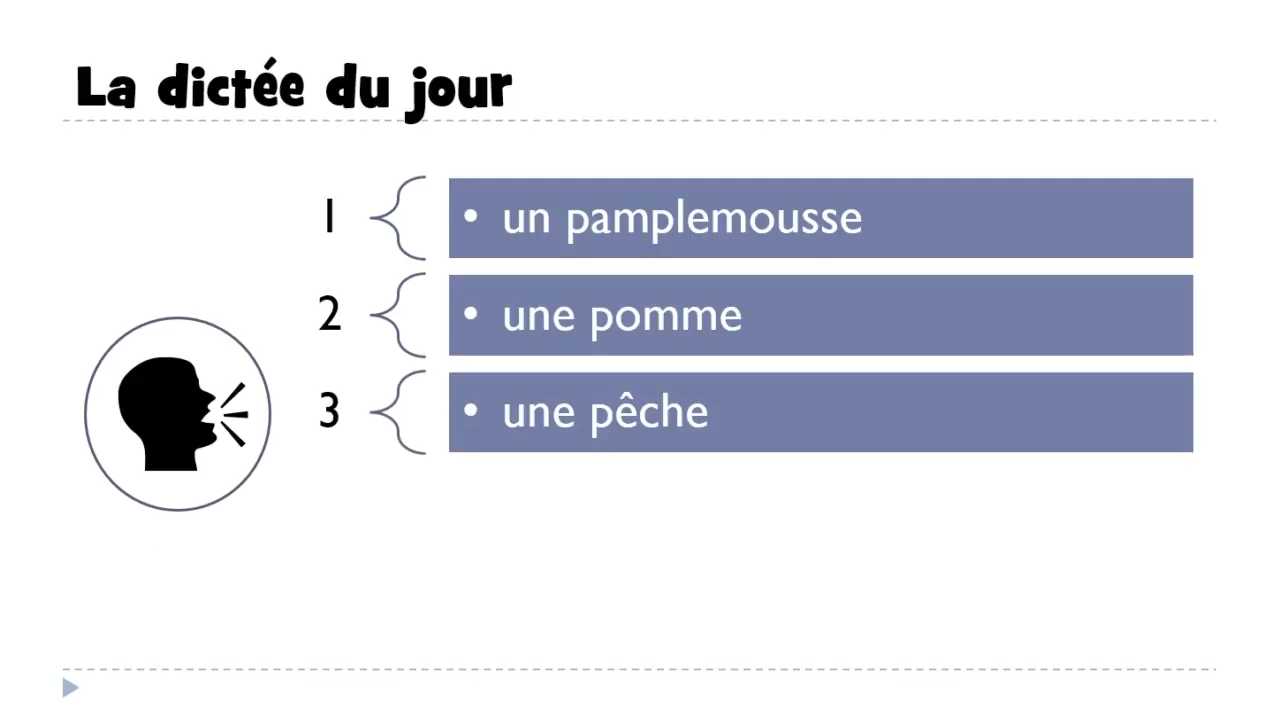 La dictée du jour
1
• un pamplemousse
2
• une pomme
3
• une pêche